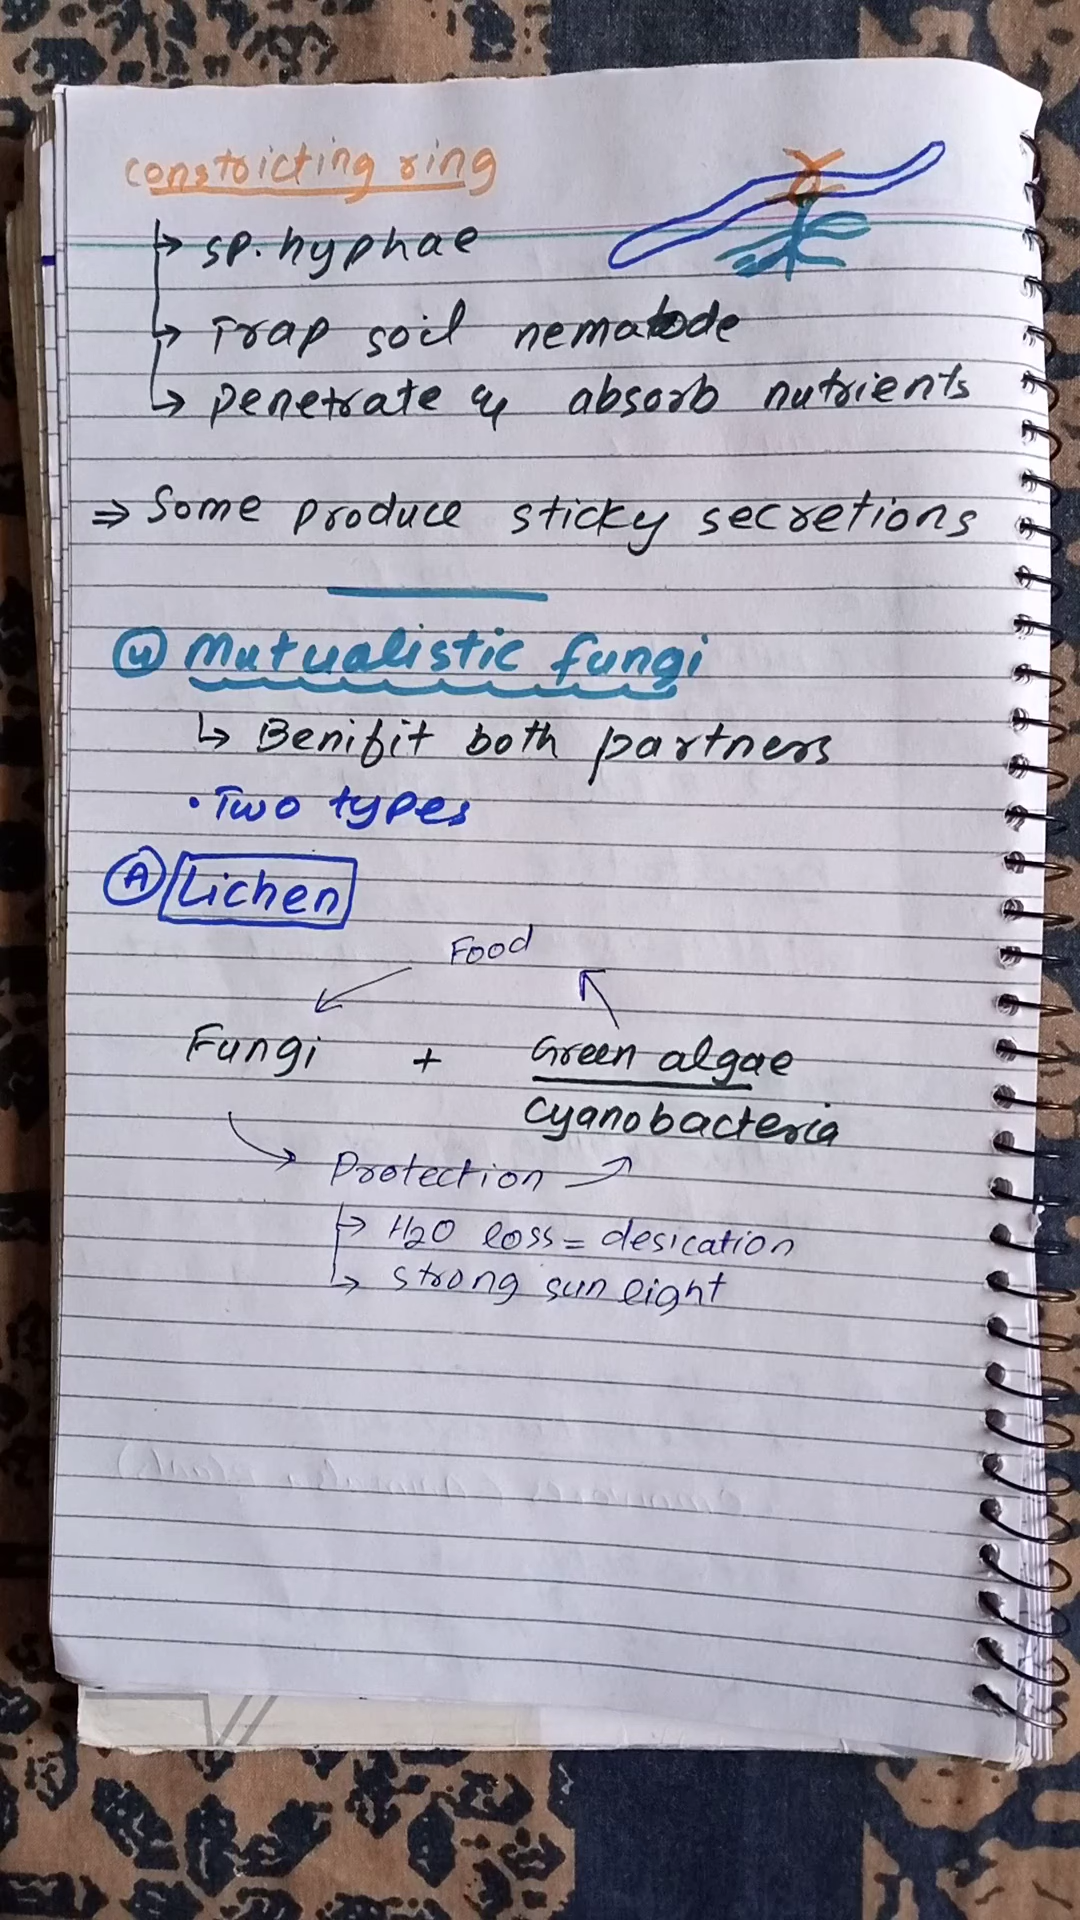 Constricting ring
→ sp. hyphae
→ Trap soil nematode
→ Penetrate & absorb nutrients
⇒ Some produce sticky secretions
④ Mutualistic fungi
↳ Benifit both partners
• Two types
Ⓐ Lichen
Food
Fungi + Green algae
Cyanobacteria
Protection
→ H2O loss = desication
→ strong sun light